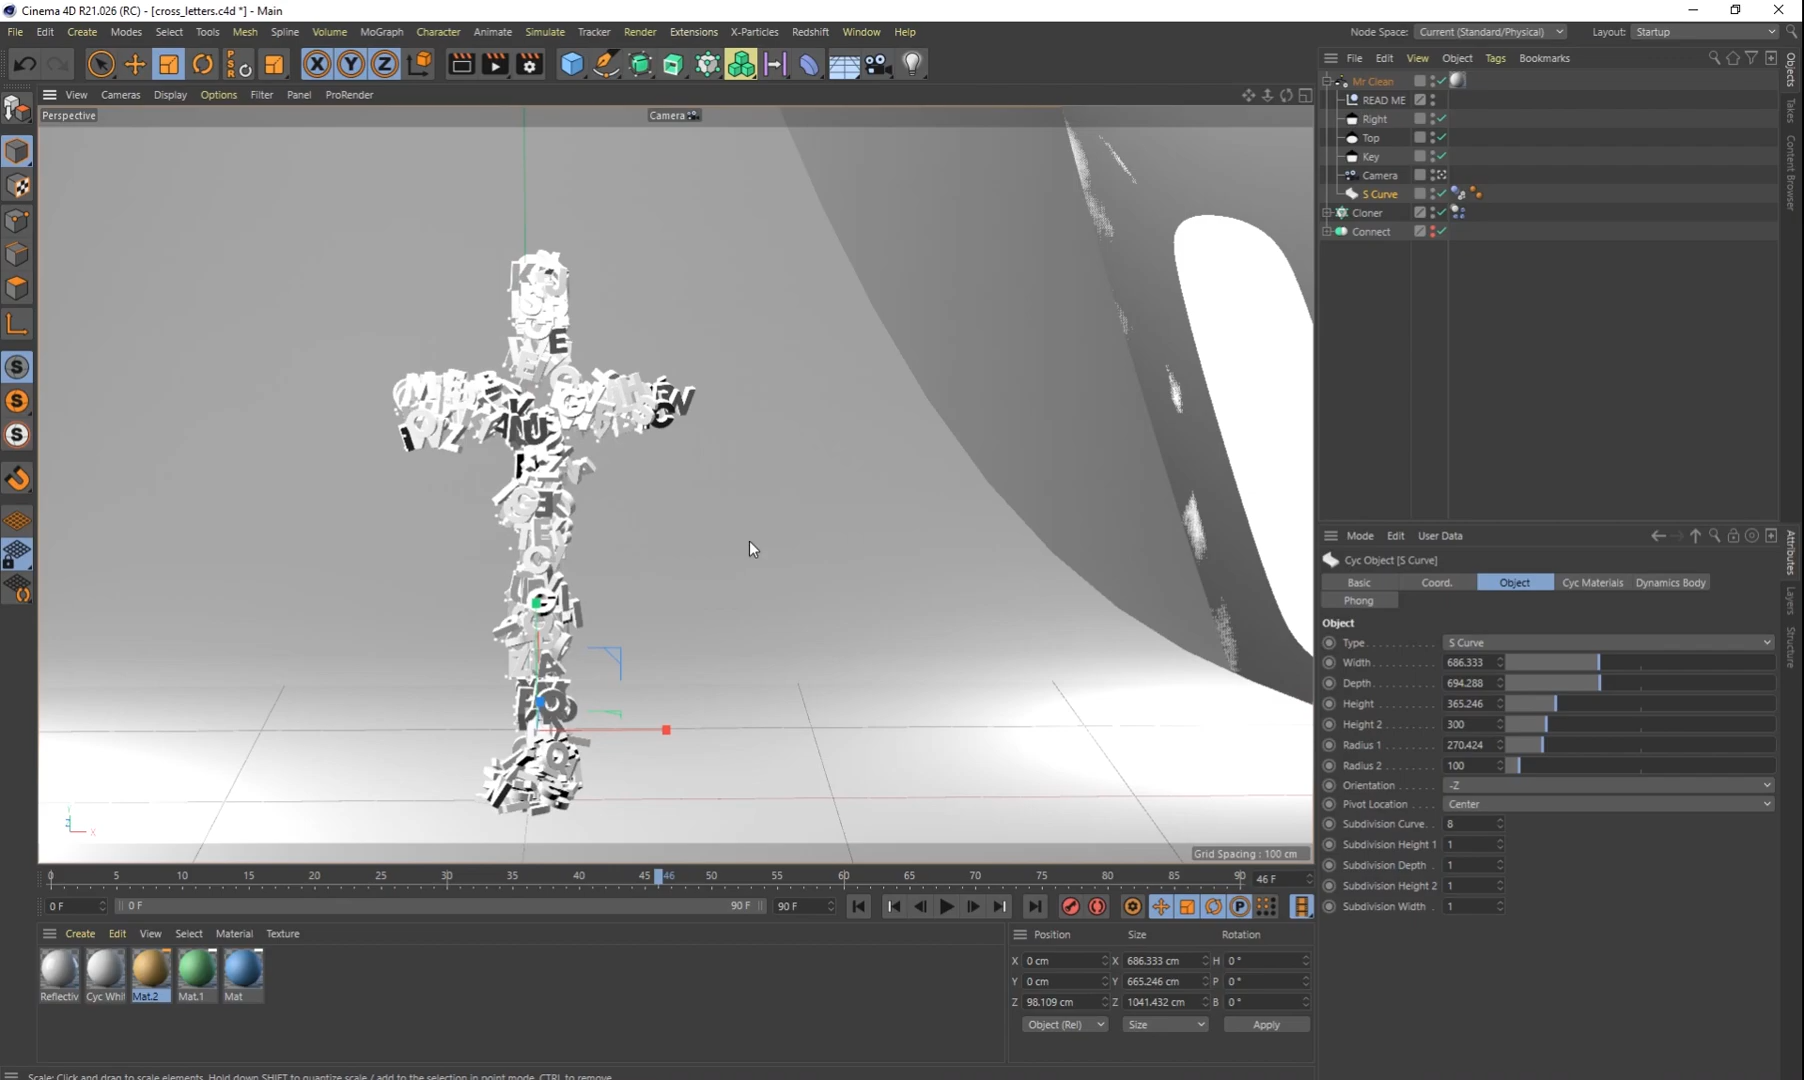 Cinema 4D R21.026 (RC) - [cross_letters.c4d *] - Main
File Edit Create Modes Select Tools Mesh Spline Volume MoGraph Character Animate Simulate Tracker Render Extensions X-Particles Redshift Window Help
Node Space: Current (Standard/Physical) Layout: Startup
X Y Z P S R
File Edit View Object Tags Bookmarks
View Cameras Display Options Filter Panel ProRender
Perspective
Camera
Mr Clean
READ ME
Right
Top
Key
Camera
S Curve
Cloner
Connect
Objects
Takes
Content Browser
Attributes
Layers
Structure
S
S
S
Mode Edit User Data
Cyc Object [S Curve]
Basic Coord. Object Cyc Materials Dynamics Body
Phong
Object
Type S Curve
Width 686.333
Depth 694.288
Height 365.246
Height 2 300
Radius 1 270.424
Radius 2 100
Orientation -Z
Pivot Location Center
Subdivision Curve 8
Subdivision Height 1 1
Subdivision Depth 1
Subdivision Height 2 1
Subdivision Width 1
Grid Spacing : 100 cm
0 5 10 15 20 25 30 35 40 45 46 50 55 60 65 70 75 80 85 90 46 F
0 F 0 F 90 F 90 F P
Create Edit View Select Material Texture
Reflectiv Cyc Whit Mat.2 Mat.1 Mat
Position Size Rotation
X 0 cm X 686.333 cm H 0 °
Y 0 cm Y 665.246 cm P 0 °
Z 98.109 cm Z 1041.432 cm B 0 °
Object (Rel) Size Apply
Scale: Click and drag to scale elements. Hold down SHIFT to quantize scale / add to the selection in point mode, CTRL to remove.